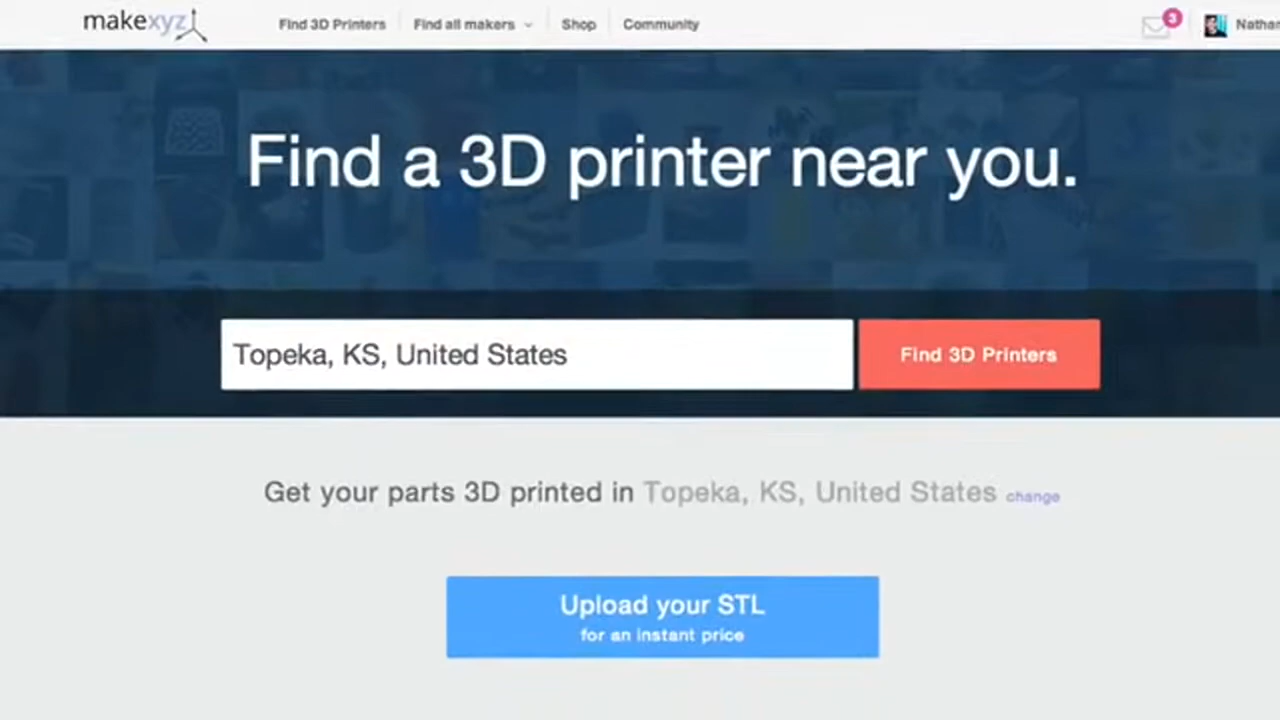 makexyz
Find 3D Printers
Find all makers
Shop
Community
3
Find a 3D printer near you.
Topeka, KS, United States
Find 3D Printers
Get your parts 3D printed in Topeka, KS, United States change
Upload your STL
for an instant price